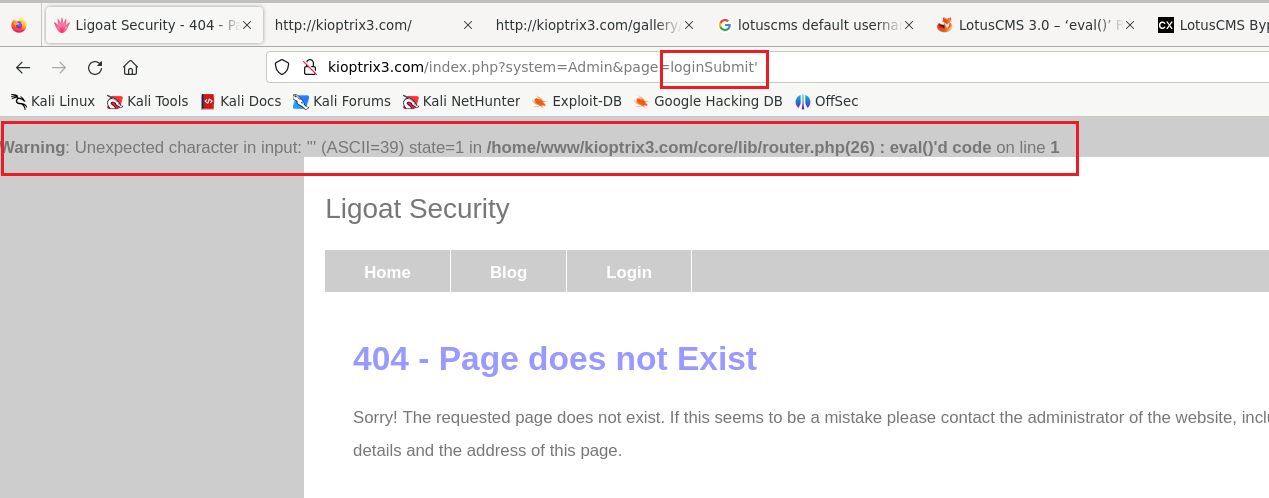 Ligoat Security - 404 - Pa
http://kioptrix3.com/
http://kioptrix3.com/gallery/
lotuscms default userna
LotusCMS 3.0 – ‘eval()’ R
CX
LotusCMS Byp
kioptrix3.com/index.php?system=Admin&page=loginSubmit'
Kali Linux
Kali Tools
Kali Docs
Kali Forums
Kali NetHunter
Exploit-DB
Google Hacking DB
OffSec
Warning: Unexpected character in input: ''' (ASCII=39) state=1 in /home/www/kioptrix3.com/core/lib/router.php(26) : eval()'d code on line 1
Ligoat Security
Home
Blog
Login
404 - Page does not Exist
Sorry! The requested page does not exist. If this seems to be a mistake please contact the administrator of the website, inclu
details and the address of this page.